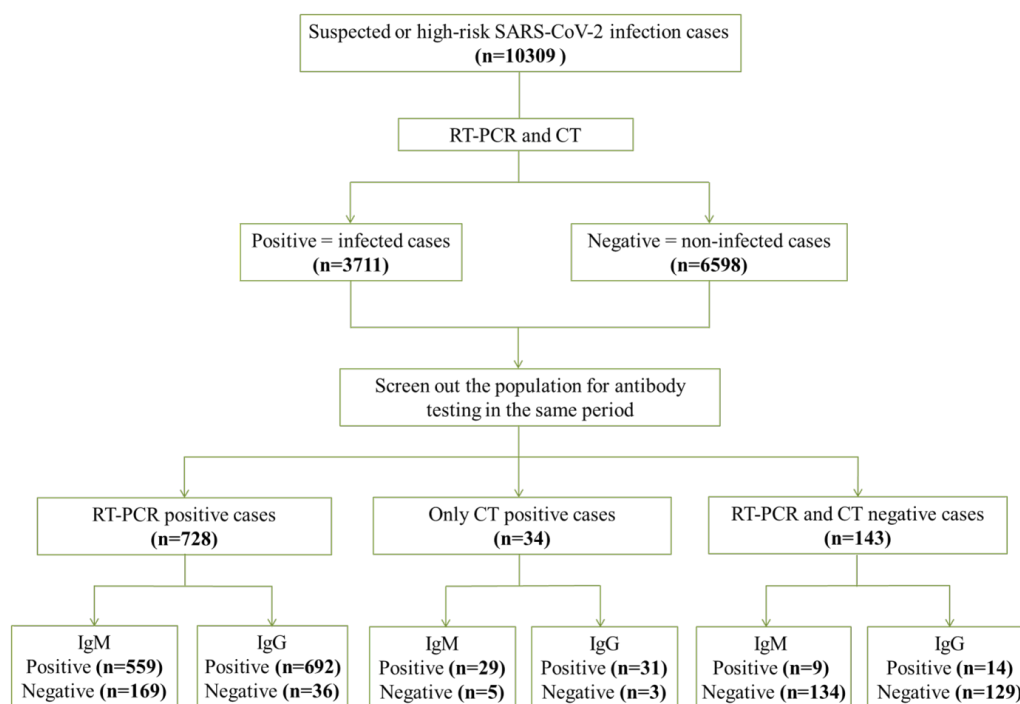 Suspected or high-risk SARS-CoV-2 infection cases
(n=10309 )
RT-PCR and CT
Positive = infected cases
(n=3711)
Negative = non-infected cases
(n=6598)
Screen out the population for antibody
testing in the same period
RT-PCR positive cases
(n=728)
Only CT positive cases
(n=34)
RT-PCR and CT negative cases
(n=143)
IgM
Positive (n=559)
Negative (n=169)
IgG
Positive (n=692)
Negative (n=36)
IgM
Positive (n=29)
Negative (n=5)
IgG
Positive (n=31)
Negative (n=3)
IgM
Positive (n=9)
Negative (n=134)
IgG
Positive (n=14)
Negative (n=129)